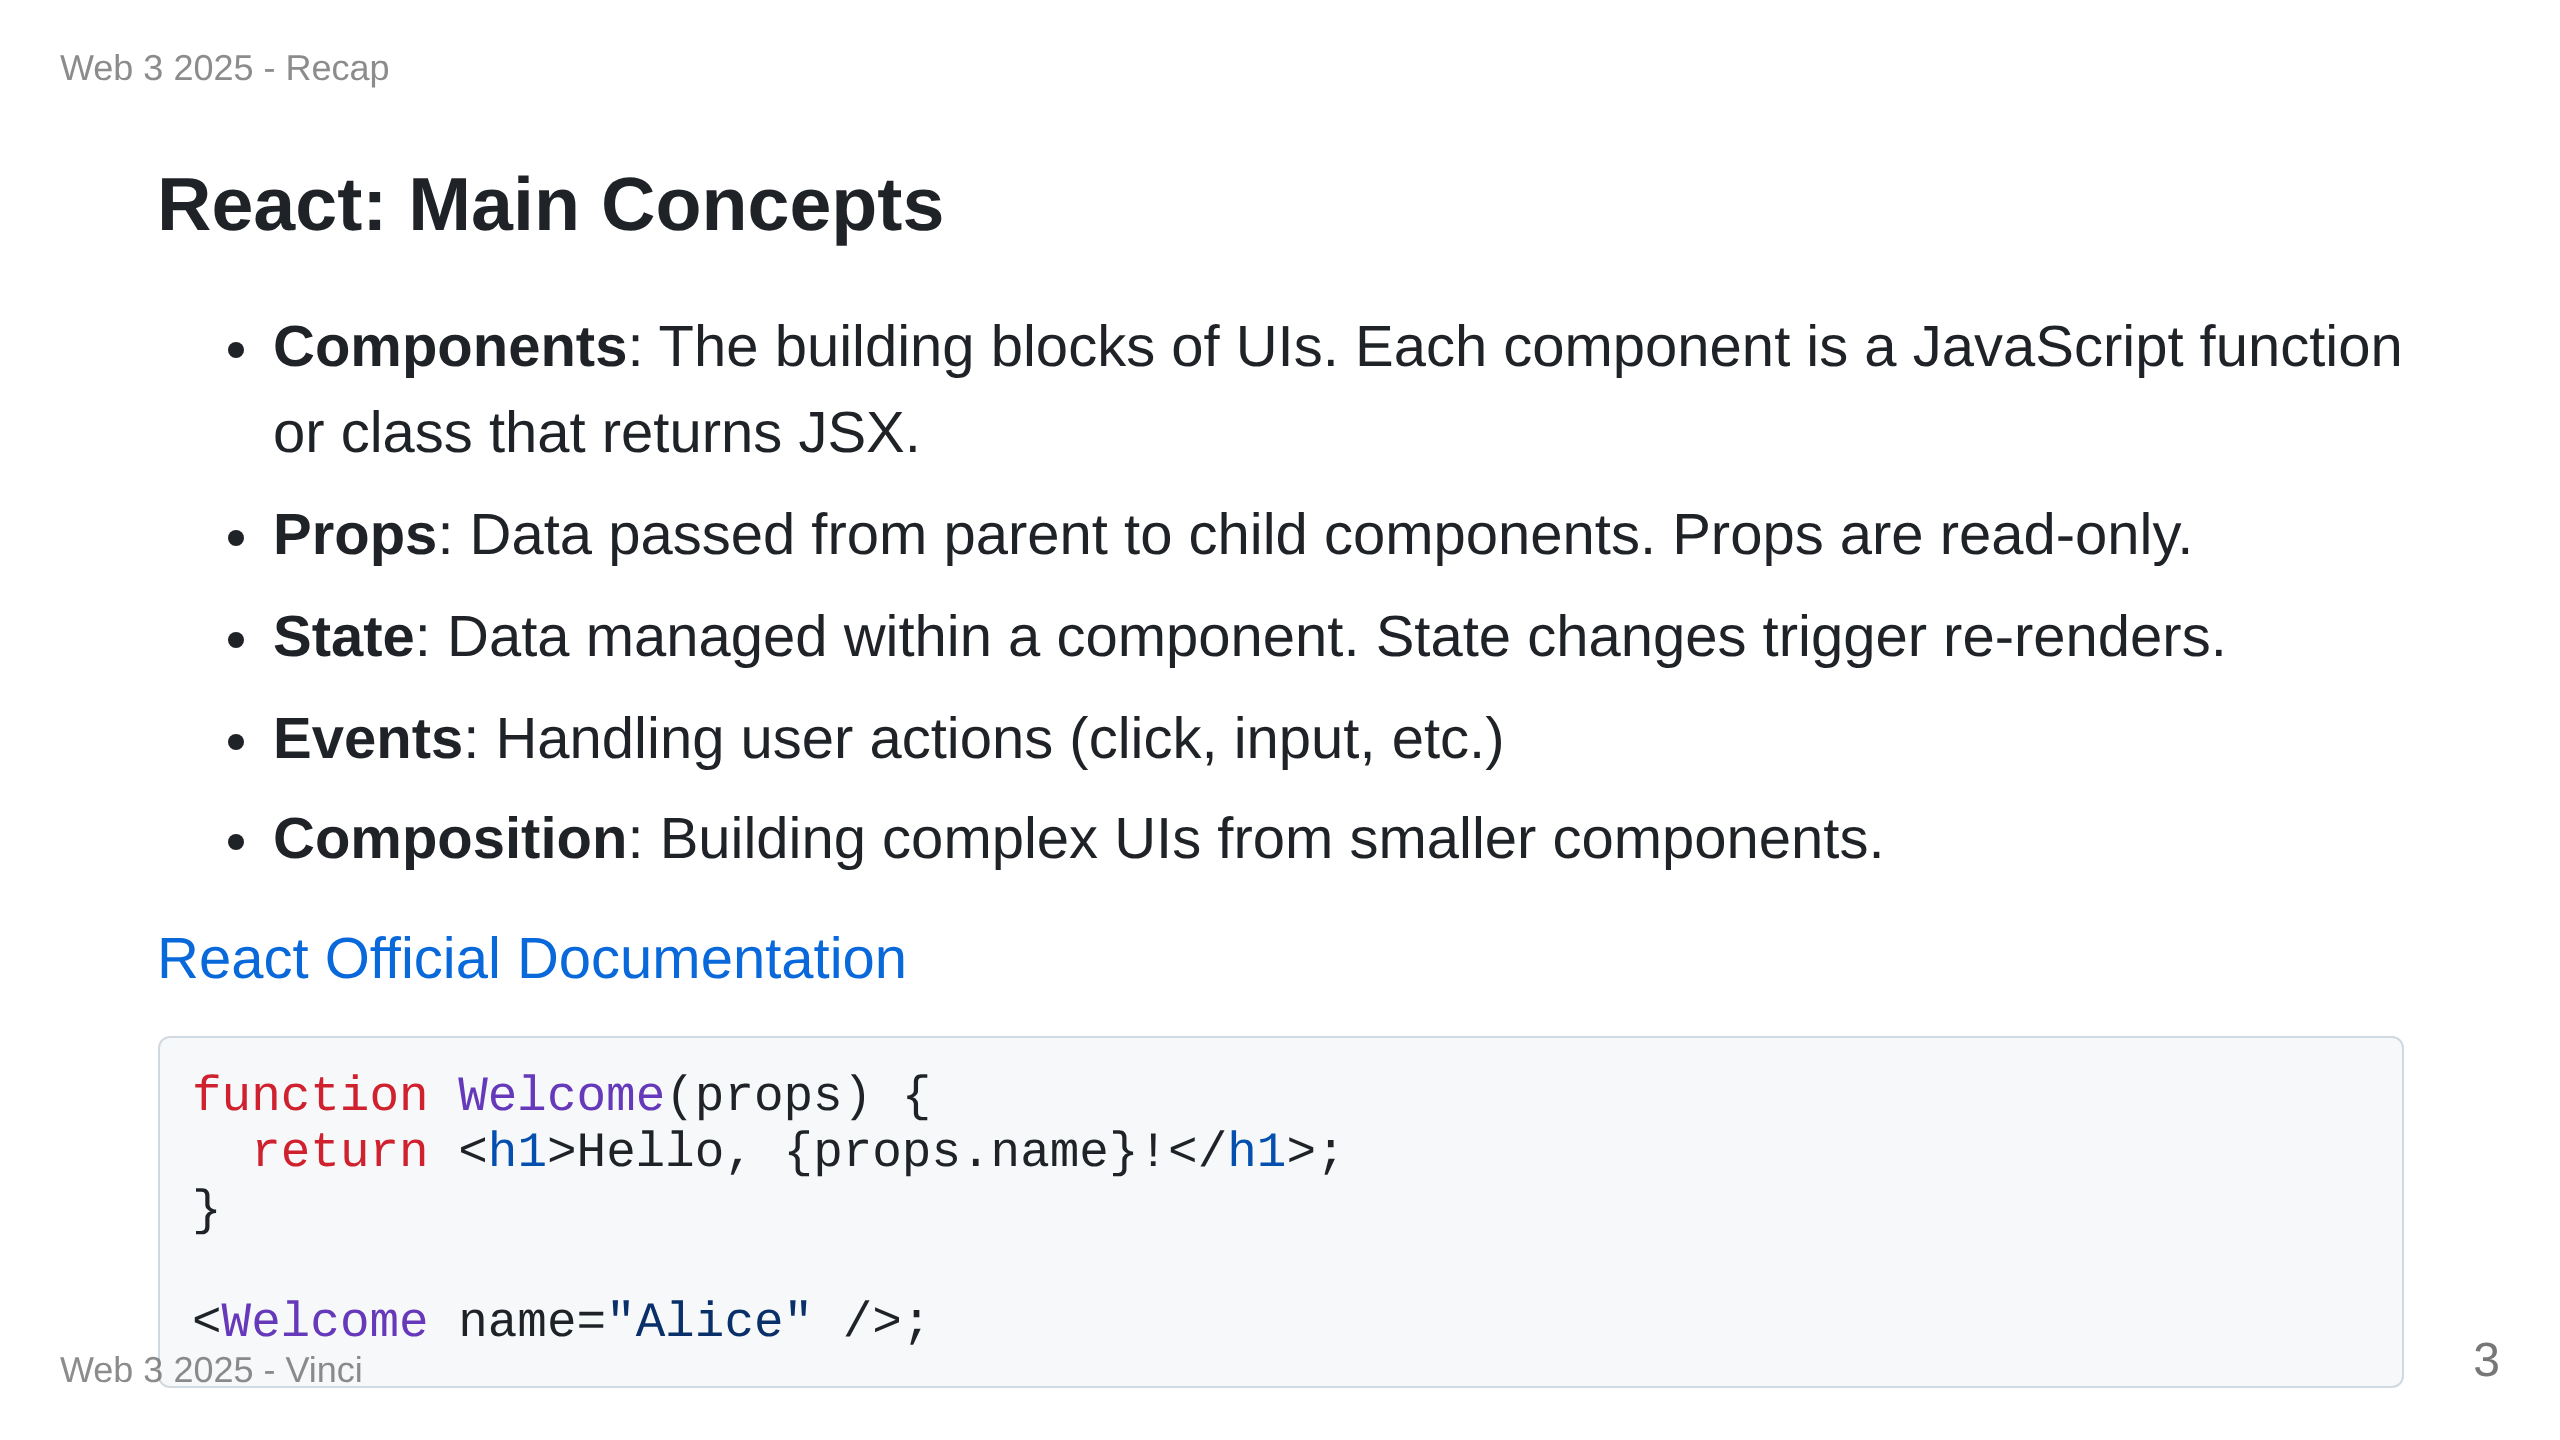 Web 3 2025 - Recap
React: Main Concepts
• Components: The building blocks of UIs. Each component is a JavaScript function
or class that returns JSX.
• Props: Data passed from parent to child components. Props are read-only.
• State: Data managed within a component. State changes trigger re-renders.
• Events: Handling user actions (click, input, etc.)
• Composition: Building complex UIs from smaller components.
React Official Documentation
function Welcome(props) {
  return <h1>Hello, {props.name}!</h1>;
}

<Welcome name="Alice" />;
Web 3 2025 - Vinci
3